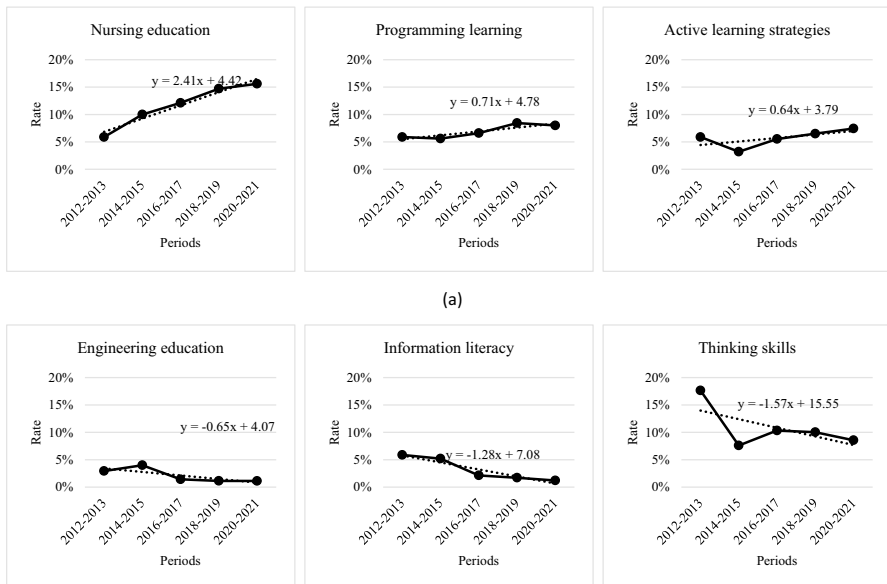 Nursing education
20%
15%
10%
5%
0%
Rate
y = 2.41x + 4.42
2012-2013
2014-2015
2016-2017
2018-2019
2020-2021
Periods
Programming learning
20%
15%
10%
5%
0%
Rate
y = 0.71x + 4.78
2012-2013
2014-2015
2016-2017
2018-2019
2020-2021
Periods
Active learning strategies
20%
15%
10%
5%
0%
Rate
y = 0.64x + 3.79
2012-2013
2014-2015
2016-2017
2018-2019
2020-2021
Periods
(a)
Engineering education
20%
15%
10%
5%
0%
Rate
y = -0.65x + 4.07
2012-2013
2014-2015
2016-2017
2018-2019
2020-2021
Periods
Information literacy
20%
15%
10%
5%
0%
Rate
y = -1.28x + 7.08
2012-2013
2014-2015
2016-2017
2018-2019
2020-2021
Periods
Thinking skills
20%
15%
10%
5%
0%
Rate
y = -1.57x + 15.55
2012-2013
2014-2015
2016-2017
2018-2019
2020-2021
Periods